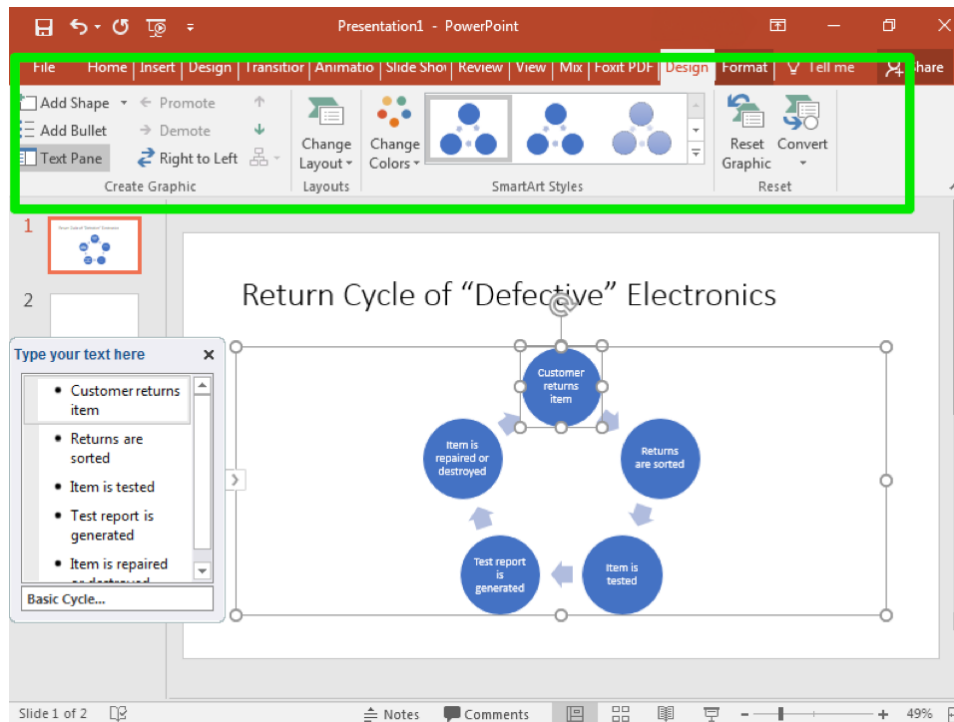 Presentation1 - PowerPoint
File Home Insert Design Transitior Animatio Slide Shov Review View Mix Foxit PDF Design Format Tell me Share
Add Shape Promote
Add Bullet Demote
Text Pane Right to Left
Change Layout
Change Colors
Reset Graphic
Convert
Create Graphic Layouts SmartArt Styles Reset
1
2
Return Cycle of “Defective” Electronics
Type your text here
Customer returns
item
Returns are
sorted
Item is tested
Test report is
generated
Item is repaired
Basic Cycle...
Customer
returns
item
Returns
are sorted
Item is
tested
Test report
is
generated
Item is
repaired or
destroyed
Slide 1 of 2 Notes Comments 49%